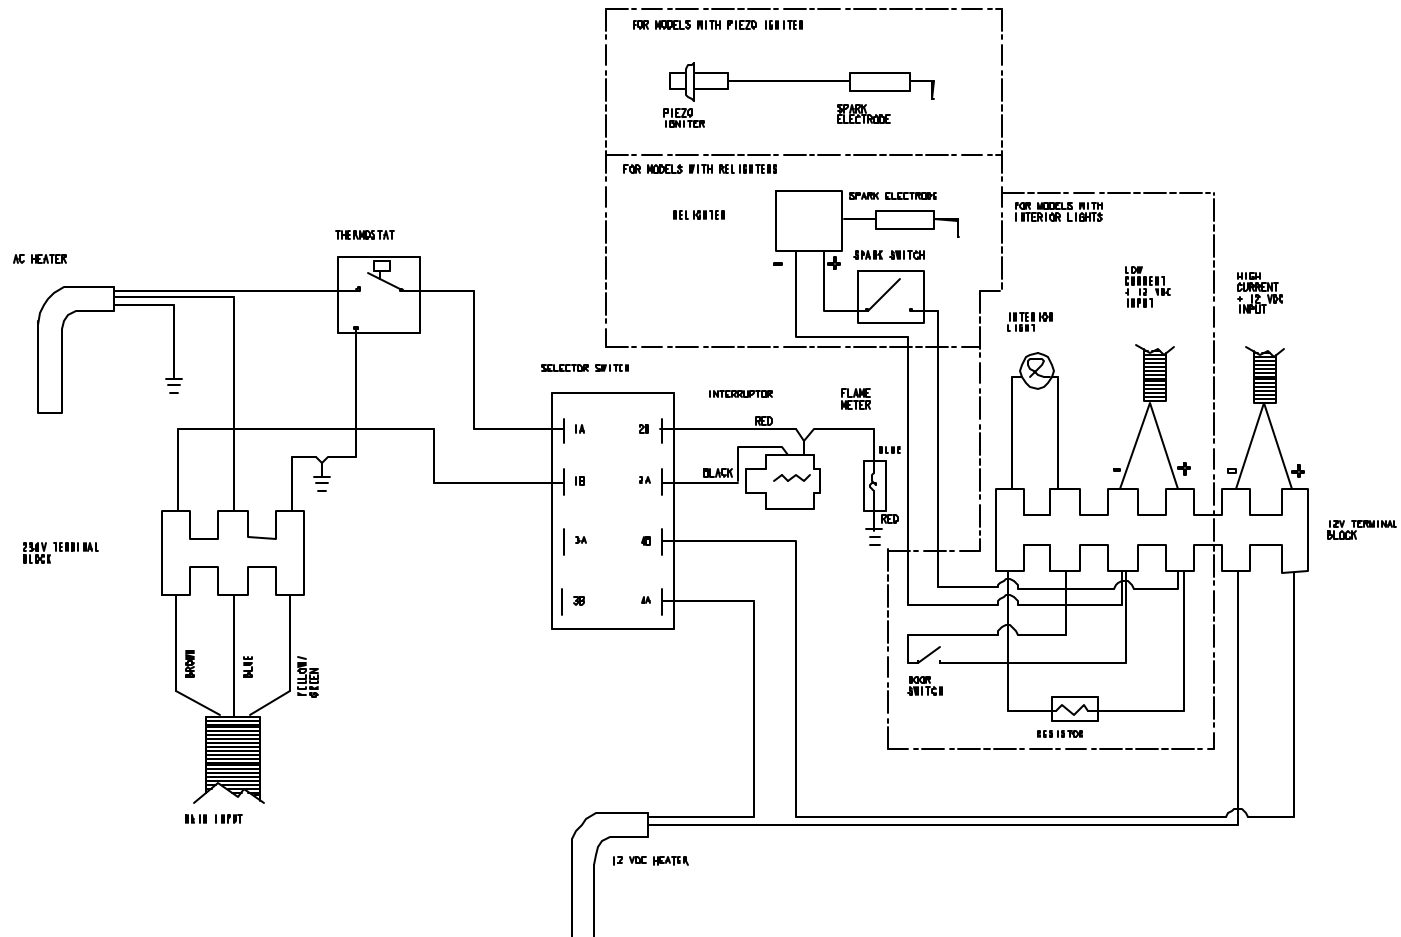 FOR MODELS WITH PIEZO IGNITER
PIEZO
IGNITER
SPARK
ELECTRODE
FOR MODELS WITH RELIGHTERS
RELIGHTER
SPARK ELECTRODE
- +
SPARK SWITCH
FOR MODELS WITH
INTERIOR LIGHTS
THERMOSTAT
AC HEATER
LOW
CURRENT
+ 12 VDC
INPUT
HIGH
CURRENT
+ 12 VDC
INPUT
INTERIOR
LIGHT
SELECTOR SWITCH
INTERRUPTOR
FLAME
METER
RED
BLUE
BLACK
RED
1A 2B
1B 2A
3A 4B
3B 4A
- + - +
12V TERMINAL
BLOCK
230V TERMINAL
BLOCK
BROWN
BLUE
YELLOW/
GREEN
DOOR
SWITCH
RESISTOR
MAIN INPUT
12 VDC HEATER